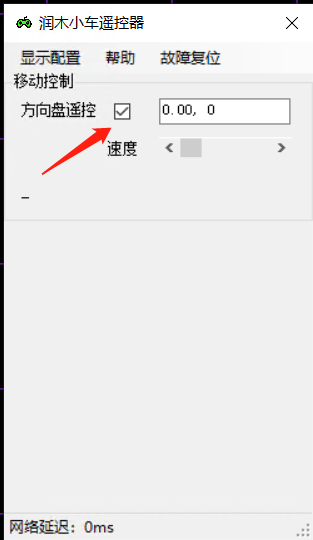 润木小车遥控器
显示配置 帮助 故障复位
移动控制
方向盘遥控 0.00, 0
速度
-
网络延迟：0ms